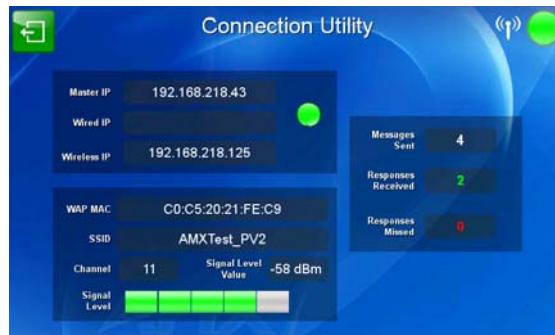 Connection Utility
Master IP 192.168.218.43
Wired IP
Wireless IP 192.168.218.125
WAP MAC C0:C5:20:21:FE:C9
SSID AMXTest_PV2
Channel 11 Signal Level Value -58 dBm
Signal Level
Messages Sent 4
Responses Received 2
Responses Missed 0